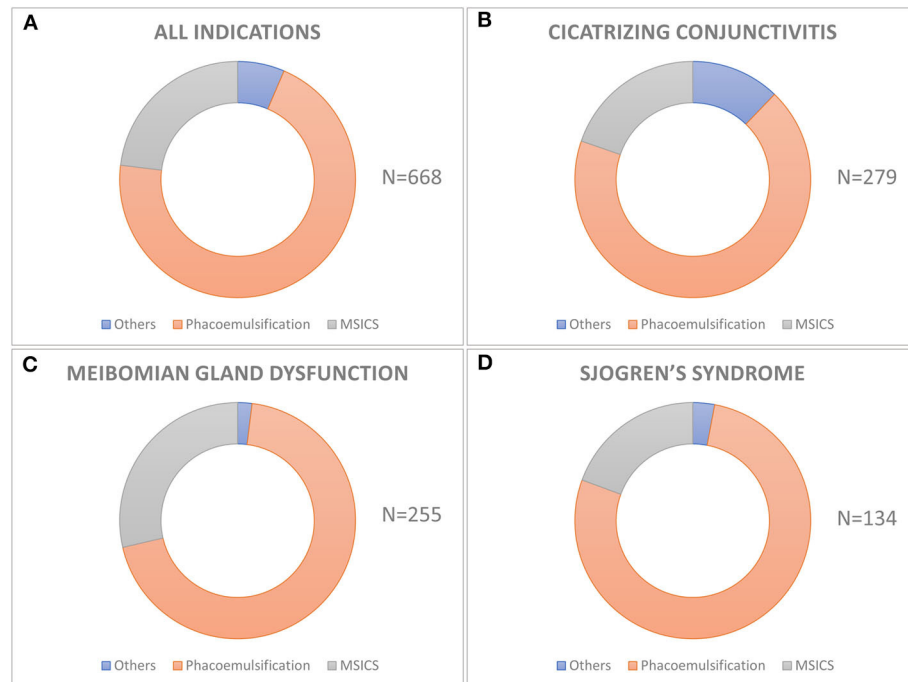 A
ALL INDICATIONS
N=668
Others Phacoemulsification MSICS
B
CICATRIZING CONJUNCTIVITIS
N=279
Others Phacoemulsification MSICS
C
MEIBOMIAN GLAND DYSFUNCTION
N=255
Others Phacoemulsification MSICS
D
SJOGREN'S SYNDROME
N=134
Others Phacoemulsification MSICS